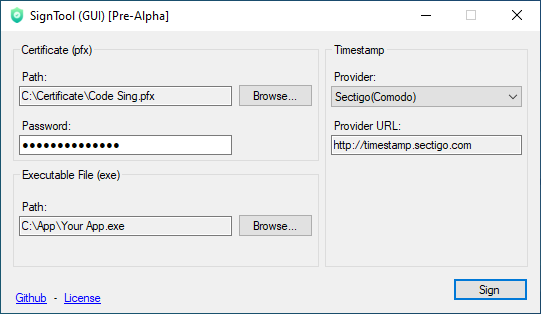 SignTool (GUI) [Pre-Alpha]
Certificate (pfx)
Path:
C:\Certificate\Code Sing.pfx
Browse...
Password:
●●●●●●●●●●●●●●
Executable File (exe)
Path:
C:\App\Your App.exe
Browse...
Timestamp
Provider:
Sectigo(Comodo)
Provider URL:
http://timestamp.sectigo.com
Sign
Github - License